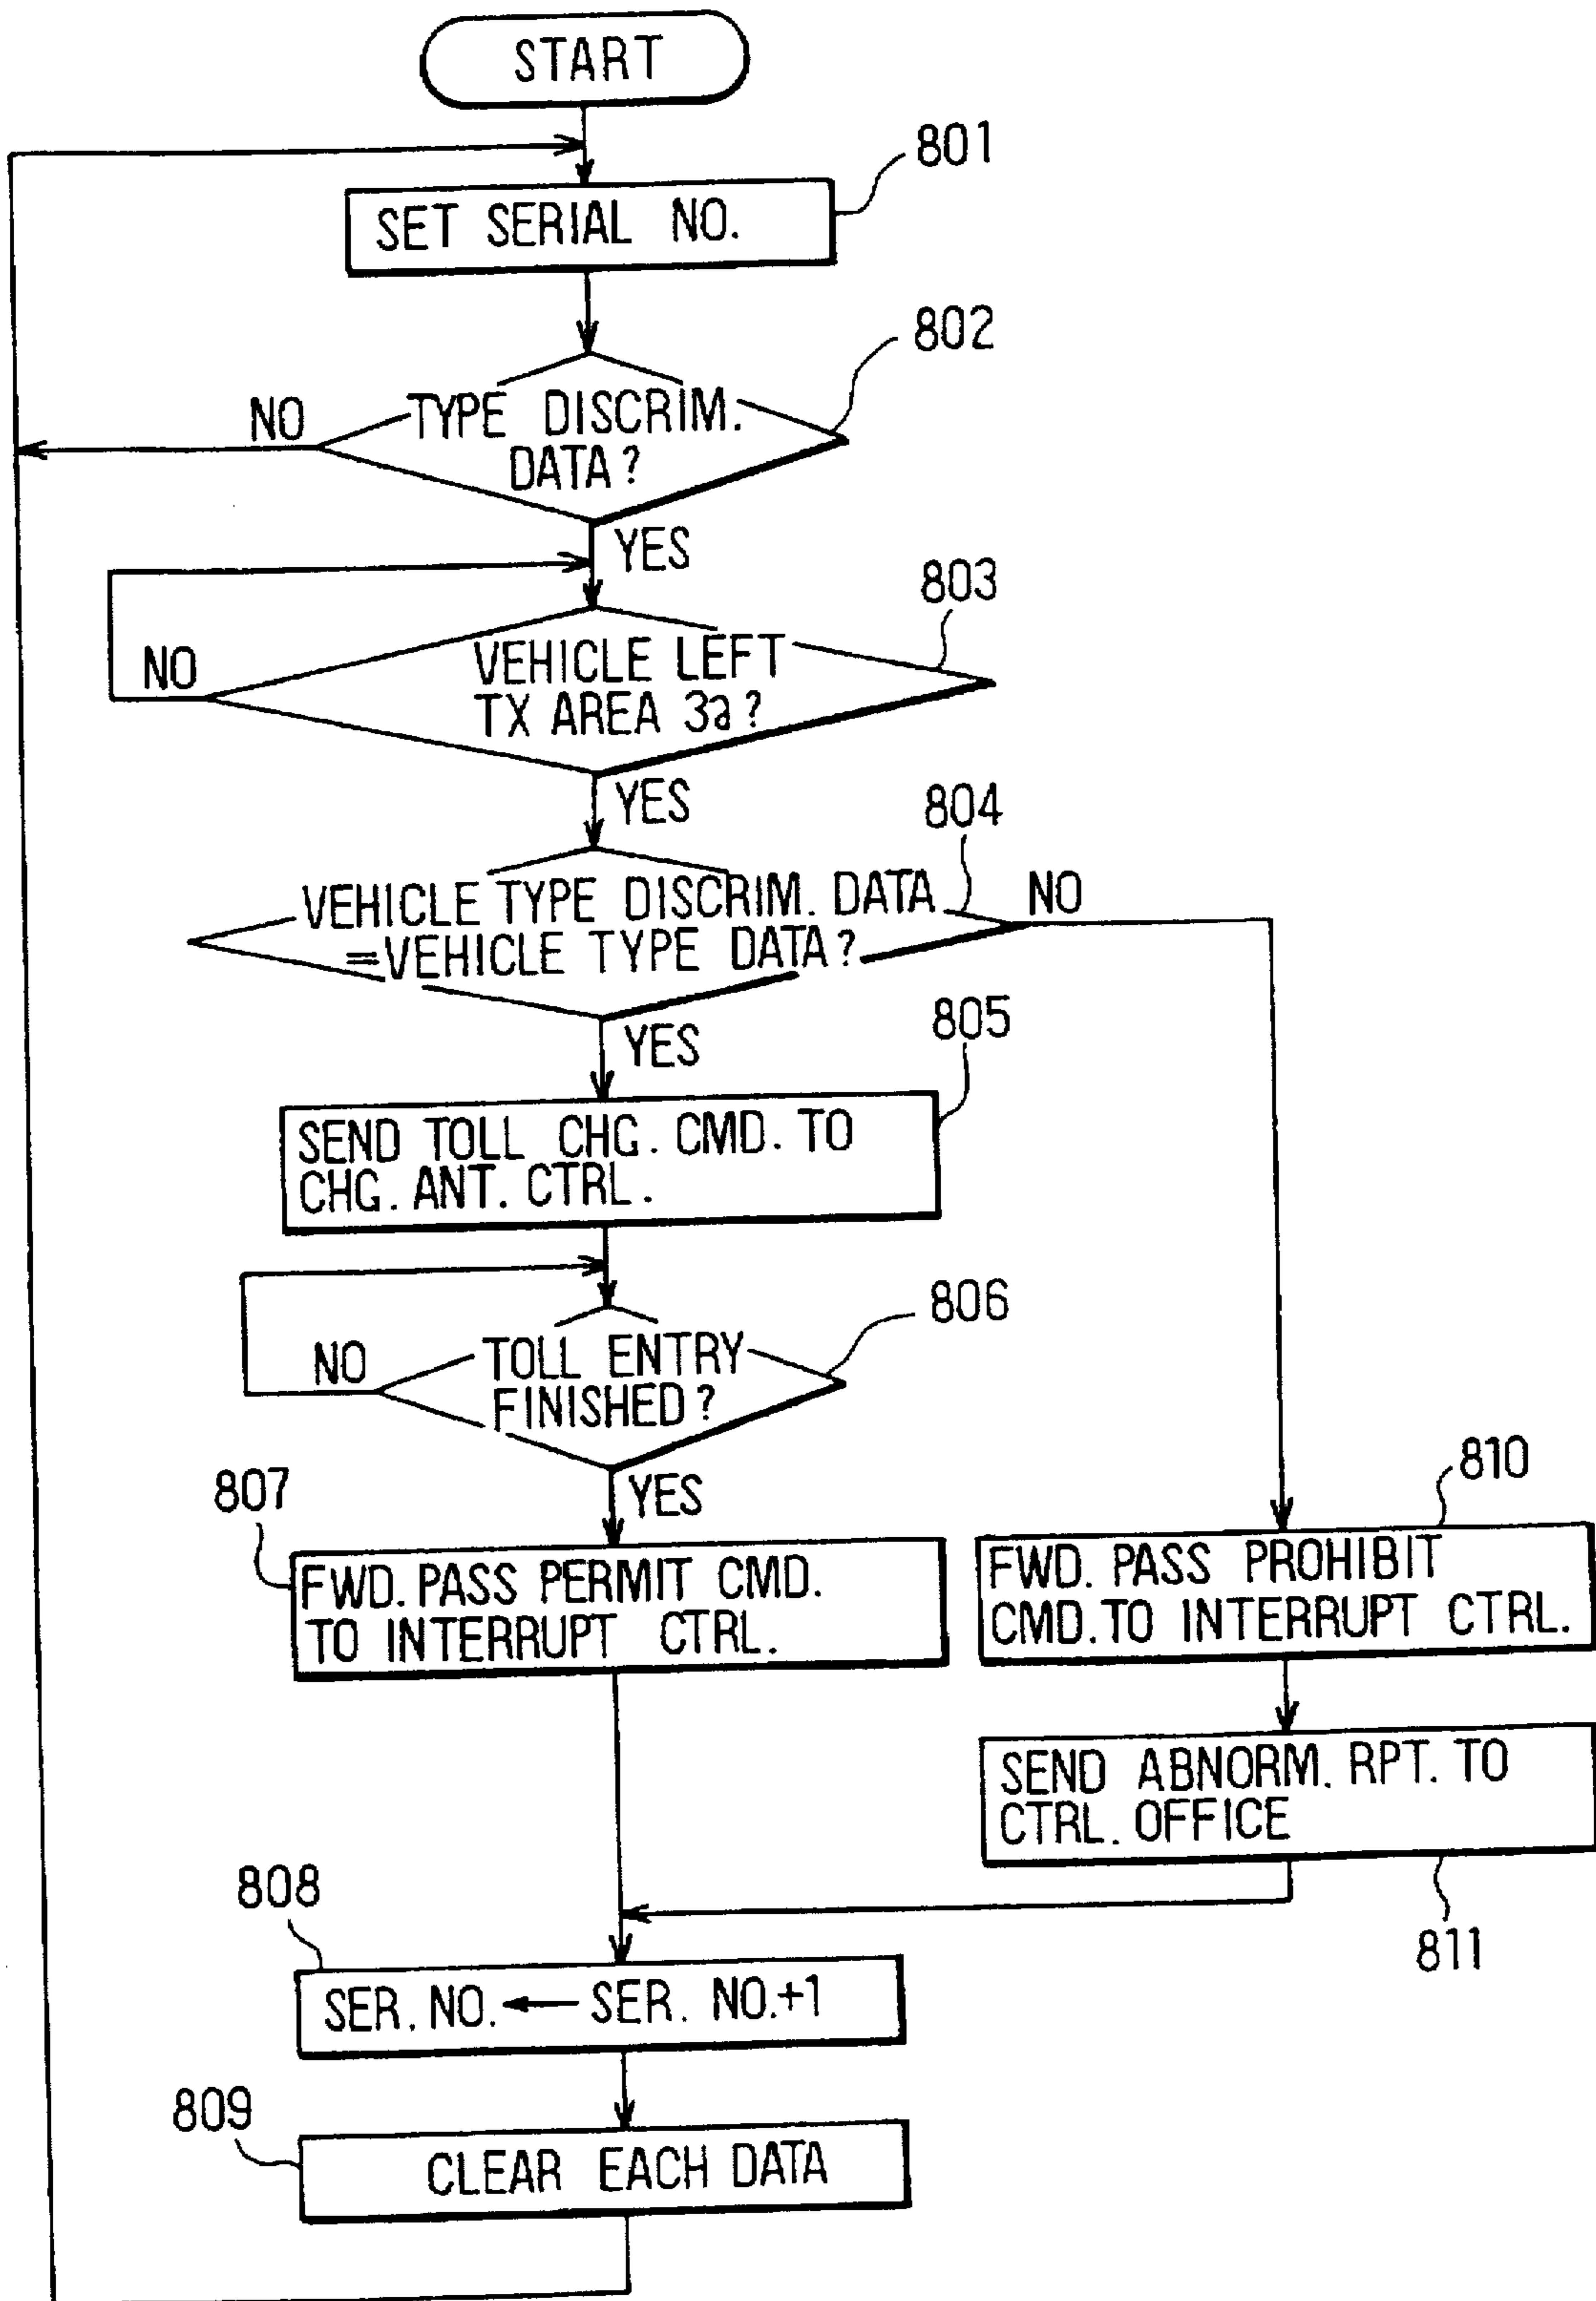 START
801
SET SERIAL NO.
802
NO
TYPE DISCRIM.
DATA?
YES
803
NO
VEHICLE LEFT
TX AREA 3a?
YES
804
VEHICLE TYPE DISCRIM. DATA
=VEHICLE TYPE DATA?
NO
YES
805
SEND TOLL CHG. CMD. TO
CHG. ANT. CTRL.
806
NO
TOLL ENTRY
FINISHED?
YES
807
FWD. PASS PERMIT CMD.
TO INTERRUPT CTRL.
810
FWD. PASS PROHIBIT
CMD. TO INTERRUPT CTRL.
SEND ABNORM. RPT. TO
CTRL. OFFICE
811
808
SER. NO. ← SER. NO.+1
809
CLEAR EACH DATA